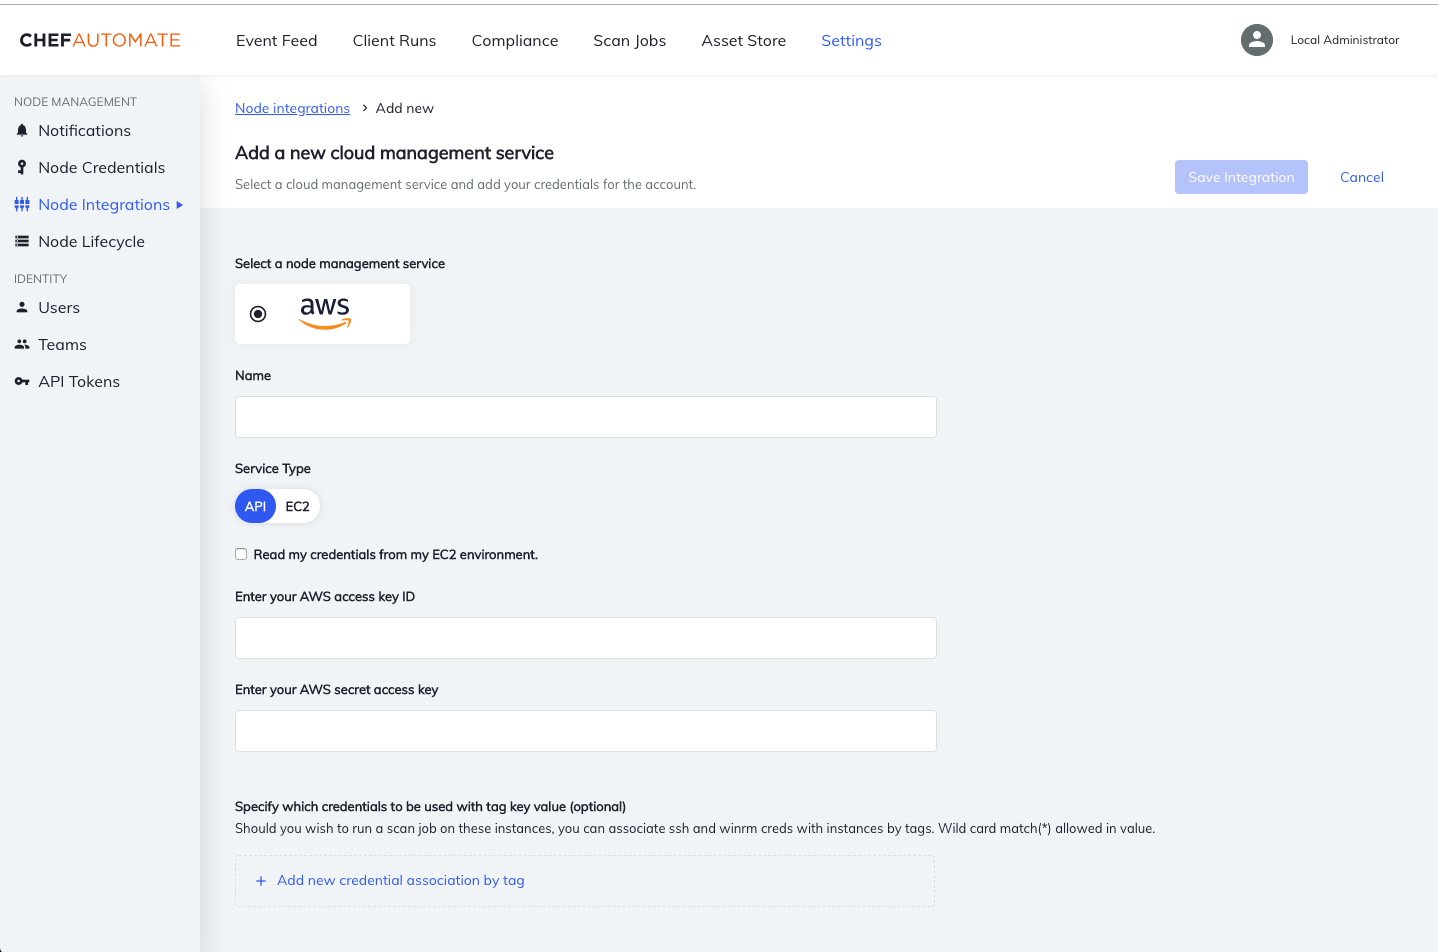 CHEFAUTOMATE
Event Feed
Client Runs
Compliance
Scan Jobs
Asset Store
Settings
Local Administrator
NODE MANAGEMENT
Notifications
Node Credentials
Node Integrations
Node Lifecycle
IDENTITY
Users
Teams
API Tokens
Node integrations > Add new
Add a new cloud management service
Select a cloud management service and add your credentials for the account.
Save Integration
Cancel
Select a node management service
aws
Name
Service Type
API EC2
Read my credentials from my EC2 environment.
Enter your AWS access key ID
Enter your AWS secret access key
Specify which credentials to be used with tag key value (optional)
Should you wish to run a scan job on these instances, you can associate ssh and winrm creds with instances by tags. Wild card match(*) allowed in value.
+ Add new credential association by tag